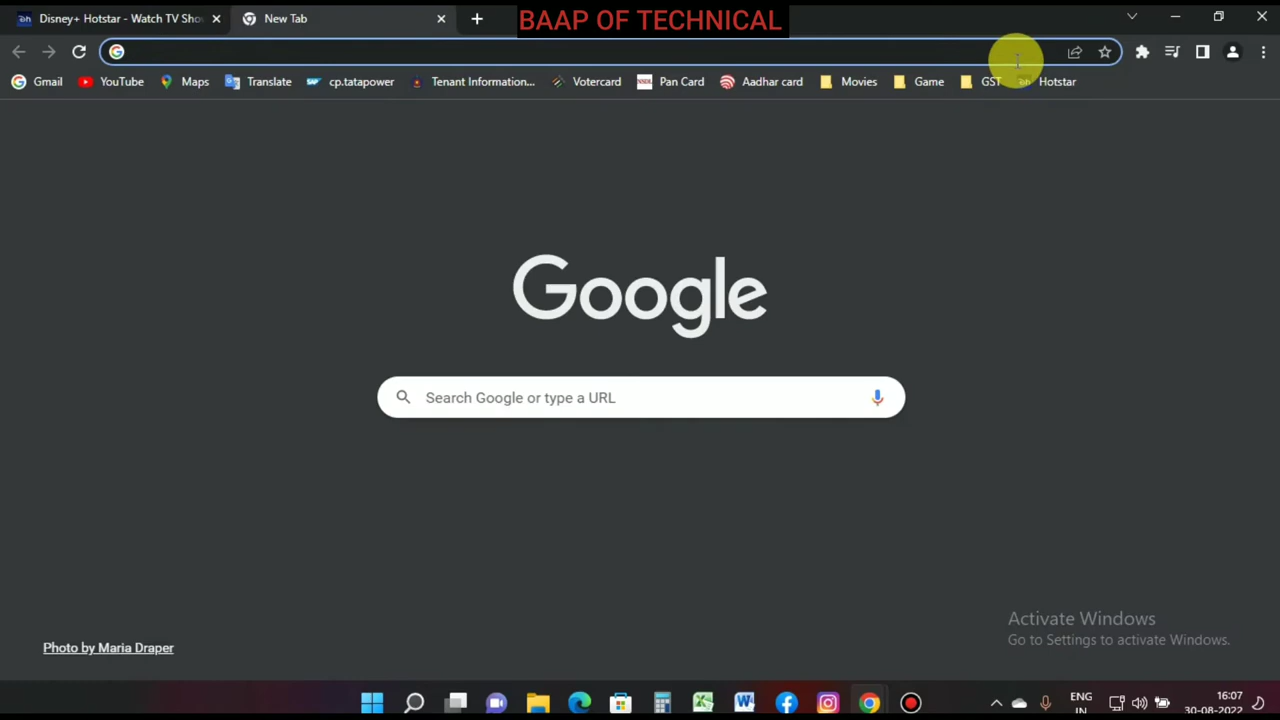 Disney+ Hotstar - Watch TV Sho
New Tab
BAAP OF TECHNICAL
Gmail
YouTube
Maps
Translate
cp.tatapower
Tenant Information...
Votercard
Pan Card
Aadhar card
Movies
Game
GST
Hotstar
Google
Search Google or type a URL
Activate Windows
Go to Settings to activate Windows.
Photo by Maria Draper
ENG
IN
16:07
30-08-2022